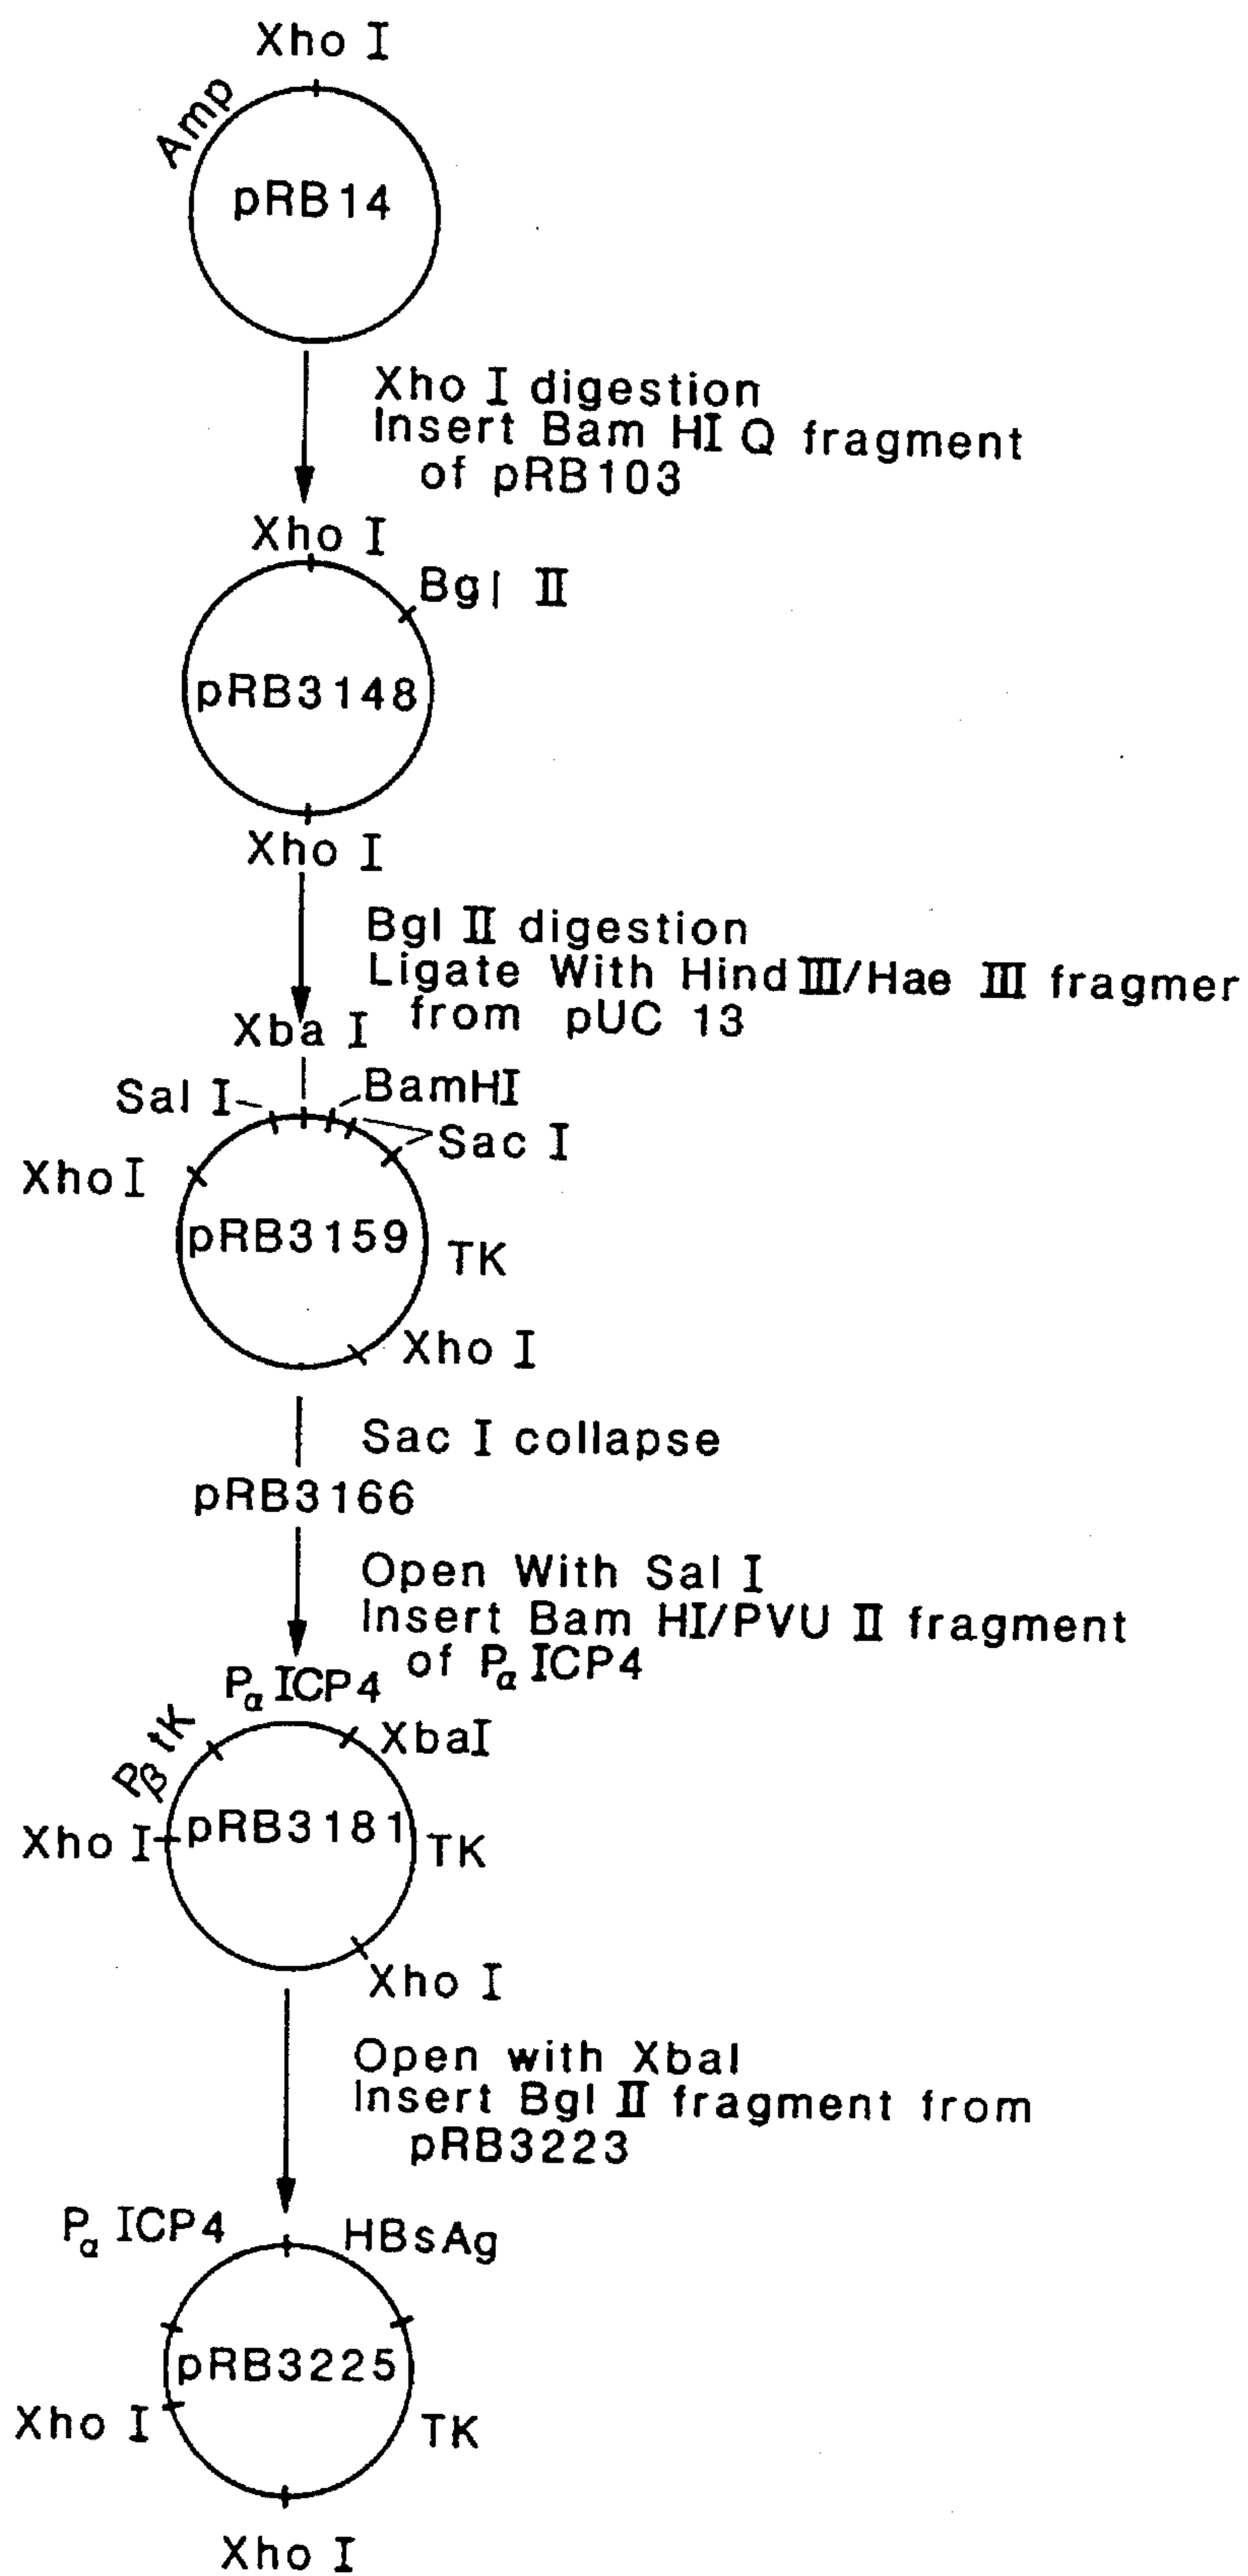 Xho I
Amp
pRB14
Xho I digestion
Insert Bam HI Q fragment
of pRB103
Xho I
Bgl II
pRB3148
Xho I
Bgl II digestion
Ligate With Hind III/Hae III fragmer
from pUC 13
Xba I
Sal I
BamHI
Sac I
Xho I
pRB3159
TK
Xho I
Sac I collapse
pRB3166
Open With Sal I
Insert Bam HI/PVU II fragment
of Pα ICP4
Pα ICP4
Pβ tK
XbaI
Xho I
pRB3181
TK
Xho I
Open with XbaI
Insert Bgl II fragment from
pRB3223
Pα ICP4
HBsAg
pRB3225
Xho I
TK
Xho I